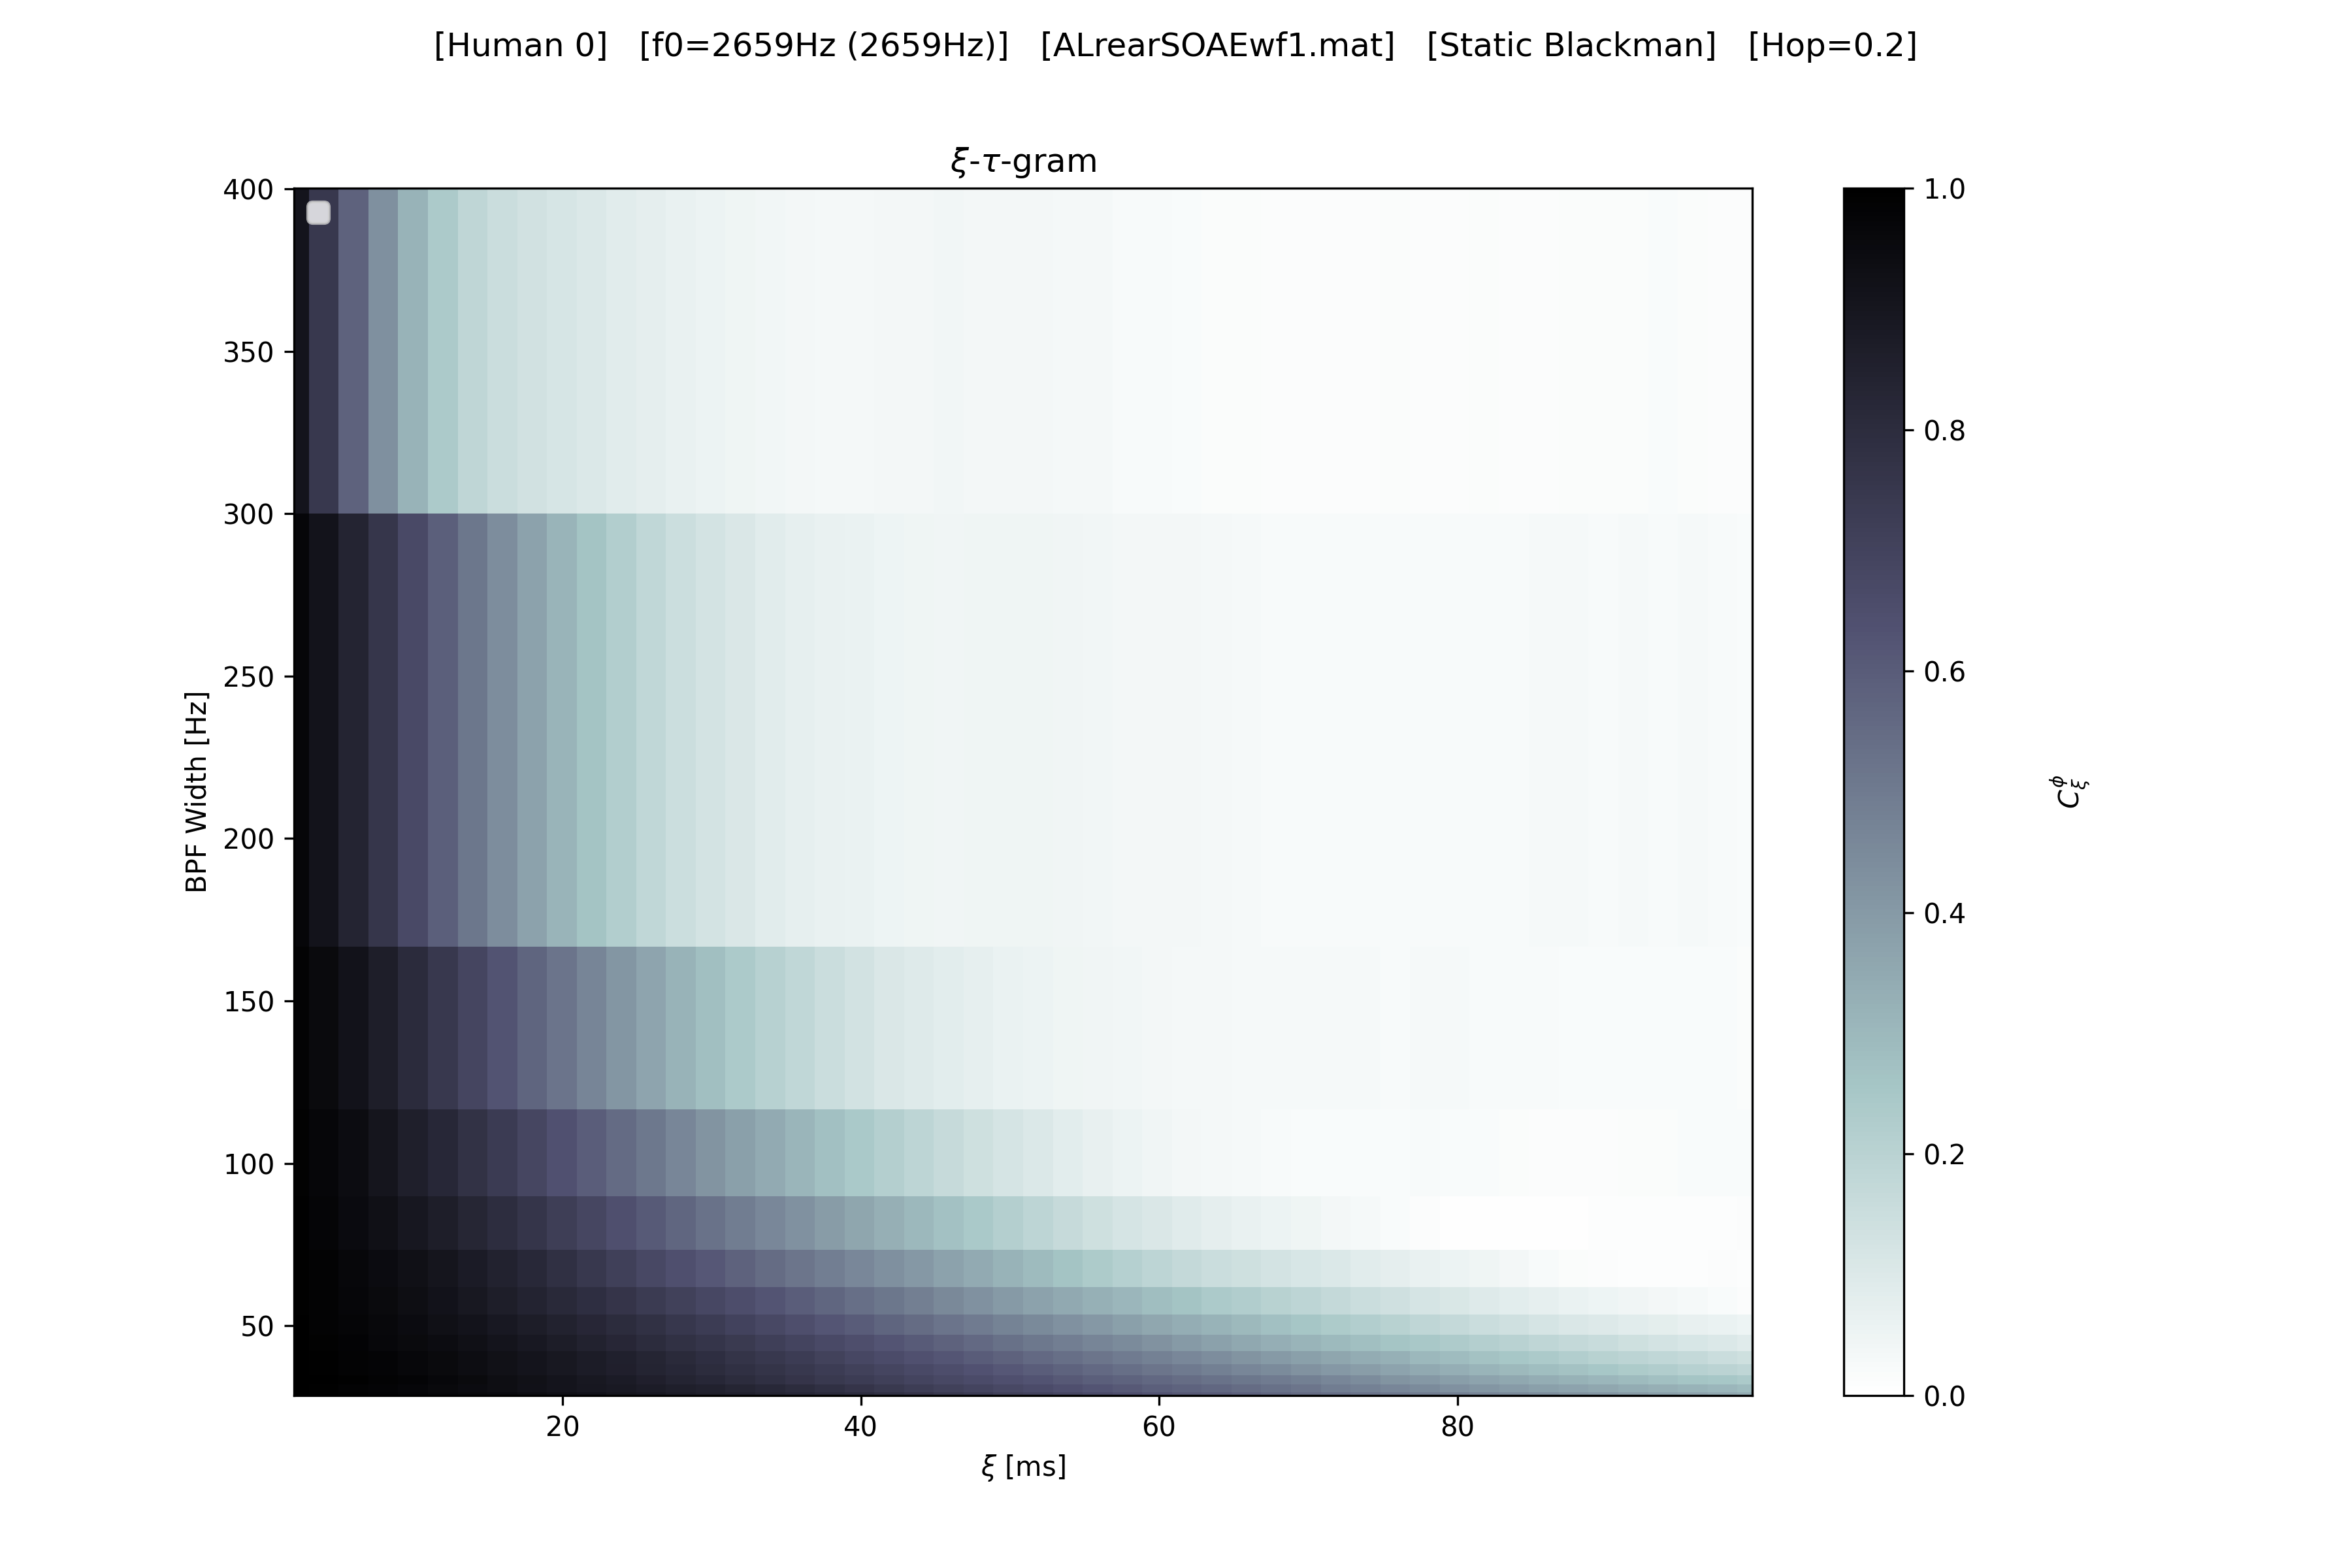 [Human 0]   [f0=2659Hz (2659Hz)]   [ALrearSOAEwf1.mat]   [Static Blackman]   [Hop=0.2]
ξ-τ-gram
400
350
300
250
200
150
100
50
BPF Width [Hz]
20 40 60 80
ξ [ms]
1.0
0.8
0.6
0.4
0.2
0.0
C_ξ^ϕ